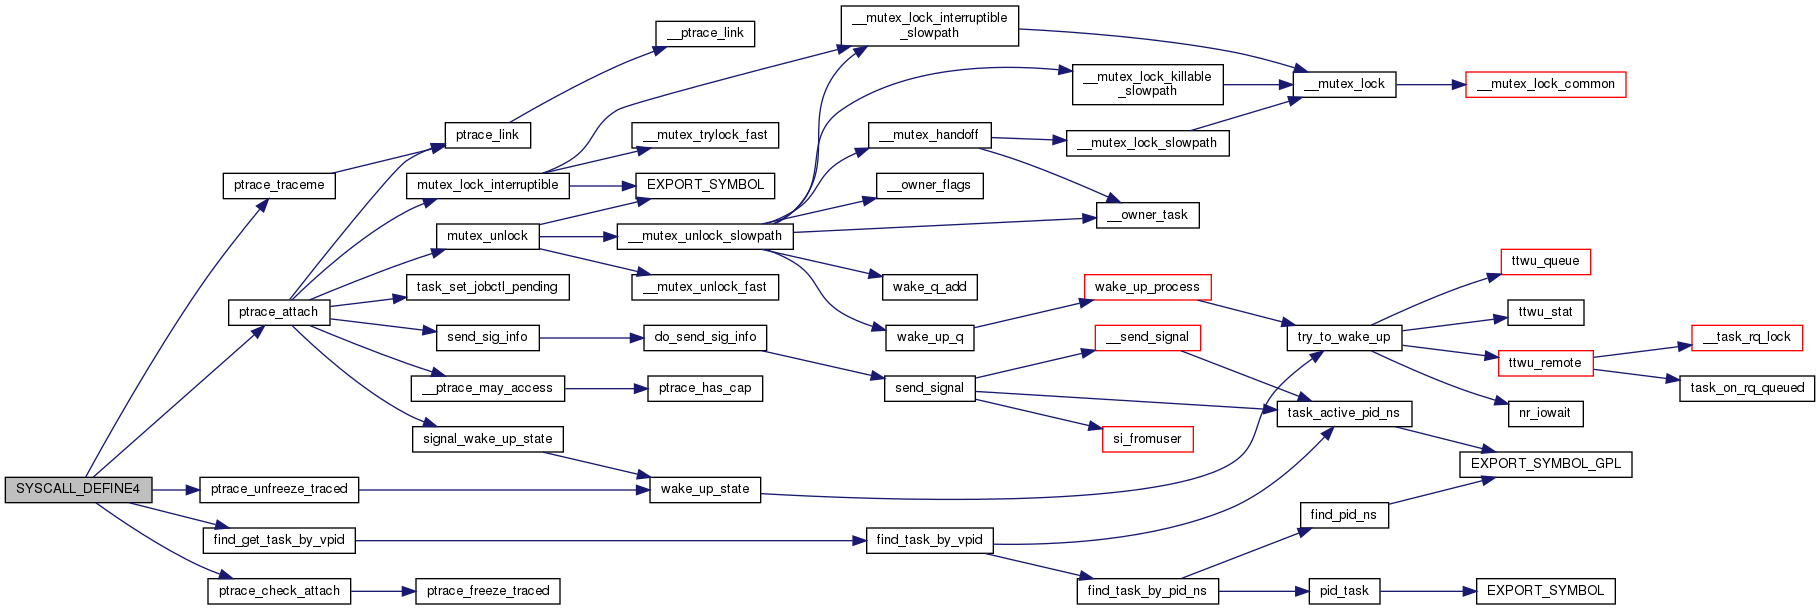 __mutex_lock_interruptible
_slowpath
__ptrace_link
__mutex_lock_killable
_slowpath
__mutex_lock
__mutex_lock_common
ptrace_link
__mutex_trylock_fast
__mutex_handoff
__mutex_lock_slowpath
ptrace_traceme
mutex_lock_interruptible
EXPORT_SYMBOL
__owner_flags
__owner_task
mutex_unlock
__mutex_unlock_slowpath
ttwu_queue
task_set_jobctl_pending
__mutex_unlock_fast
wake_q_add
wake_up_process
ptrace_attach
ttwu_stat
send_sig_info
do_send_sig_info
wake_up_q
__send_signal
try_to_wake_up
__task_rq_lock
ttwu_remote
__ptrace_may_access
ptrace_has_cap
send_signal
task_on_rq_queued
task_active_pid_ns
nr_iowait
signal_wake_up_state
si_fromuser
EXPORT_SYMBOL_GPL
SYSCALL_DEFINE4
ptrace_unfreeze_traced
wake_up_state
find_pid_ns
find_get_task_by_vpid
find_task_by_vpid
ptrace_check_attach
ptrace_freeze_traced
find_task_by_pid_ns
pid_task
EXPORT_SYMBOL